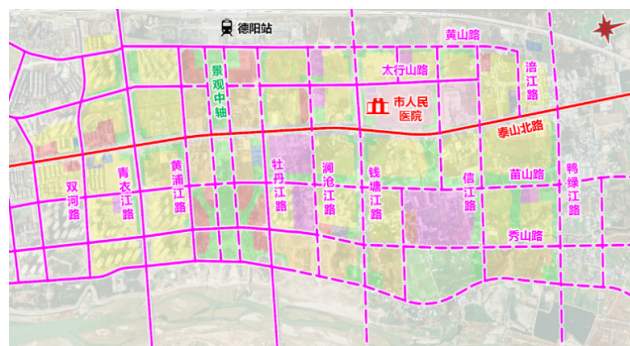 德阳站
黄山路
太行山路
景观中轴
涪江路
市人民
医院
泰山北路
双河路
青衣江路
黄浦江路
牡丹江路
澜沧江路
钱塘江路
信江路
苗山路
鸭绿江路
秀山路